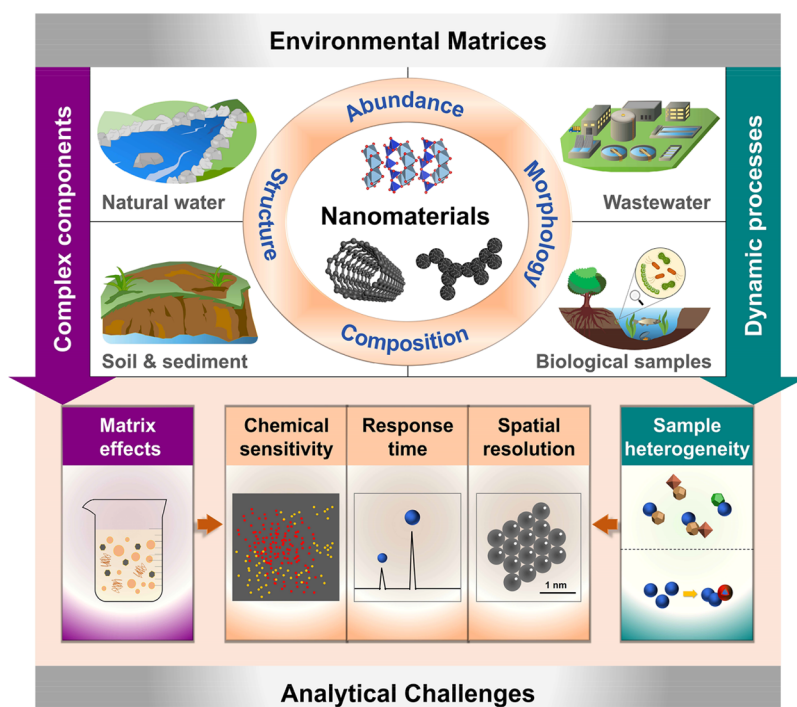 Environmental Matrices
Complex components
Dynamic processes
Abundance
Structure
Morphology
Composition
Nanomaterials
Natural water
Wastewater
Soil & sediment
Biological samples
Matrix
effects
Chemical
sensitivity
Response
time
Spatial
resolution
Sample
heterogeneity
1 nm
Analytical Challenges